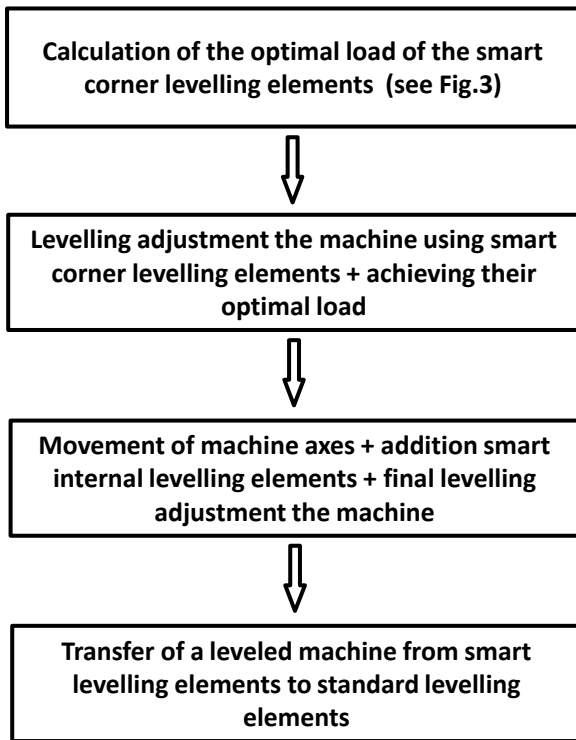 Calculation of the optimal load of the smart
corner levelling elements (see Fig.3)
Levelling adjustment the machine using smart
corner levelling elements + achieving their
optimal load
Movement of machine axes + addition smart
internal levelling elements + final levelling
adjustment the machine
Transfer of a leveled machine from smart
levelling elements to standard levelling
elements